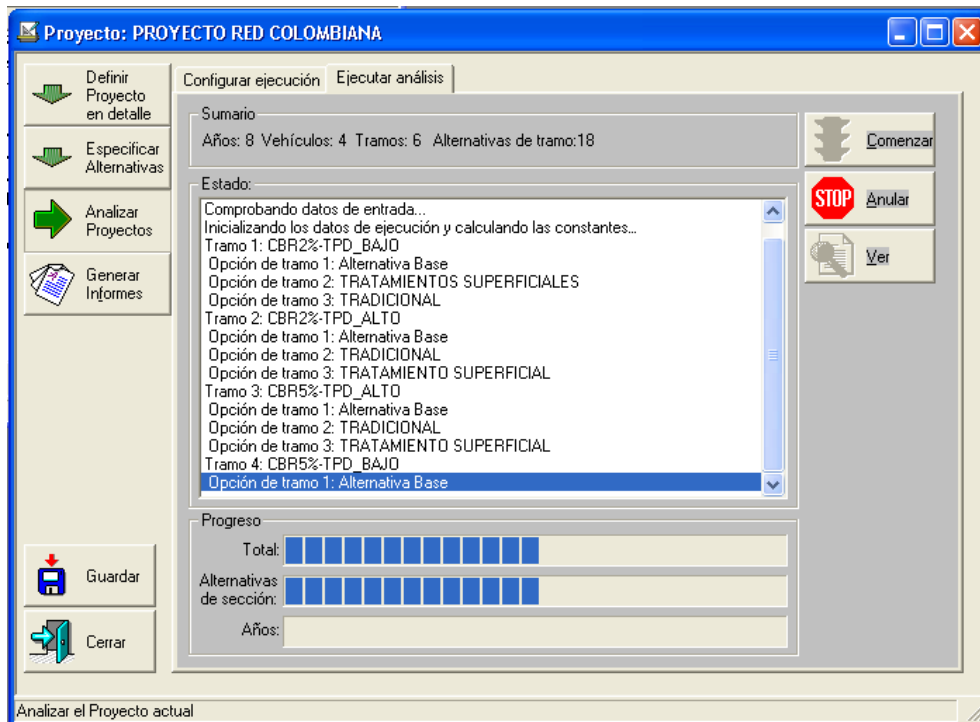 Proyecto: PROYECTO RED COLOMBIANA
Definir
Proyecto
en detalle
Especificar
Alternativas
Analizar
Proyectos
Generar
Informes
Guardar
Cerrar
Configurar ejecución
Ejecutar análisis
Sumario
Años: 8 Vehículos: 4 Tramos: 6 Alternativas de tramo:18
Estado:
Comprobando datos de entrada...
Inicializando los datos de ejecución y calculando las constantes...
Tramo 1: CBR2%-TPD_BAJO
Opción de tramo 1: Alternativa Base
Opción de tramo 2: TRATAMIENTOS SUPERFICIALES
Opción de tramo 3: TRADICIONAL
Tramo 2: CBR2%-TPD_ALTO
Opción de tramo 1: Alternativa Base
Opción de tramo 2: TRADICIONAL
Opción de tramo 3: TRATAMIENTO SUPERFICIAL
Tramo 3: CBR5%-TPD_ALTO
Opción de tramo 1: Alternativa Base
Opción de tramo 2: TRADICIONAL
Opción de tramo 3: TRATAMIENTO SUPERFICIAL
Tramo 4: CBR5%-TPD_BAJO
Opción de tramo 1: Alternativa Base
Progreso
Total:
Alternativas
de sección:
Años:
Comenzar
STOP Anular
Ver
Analizar el Proyecto actual